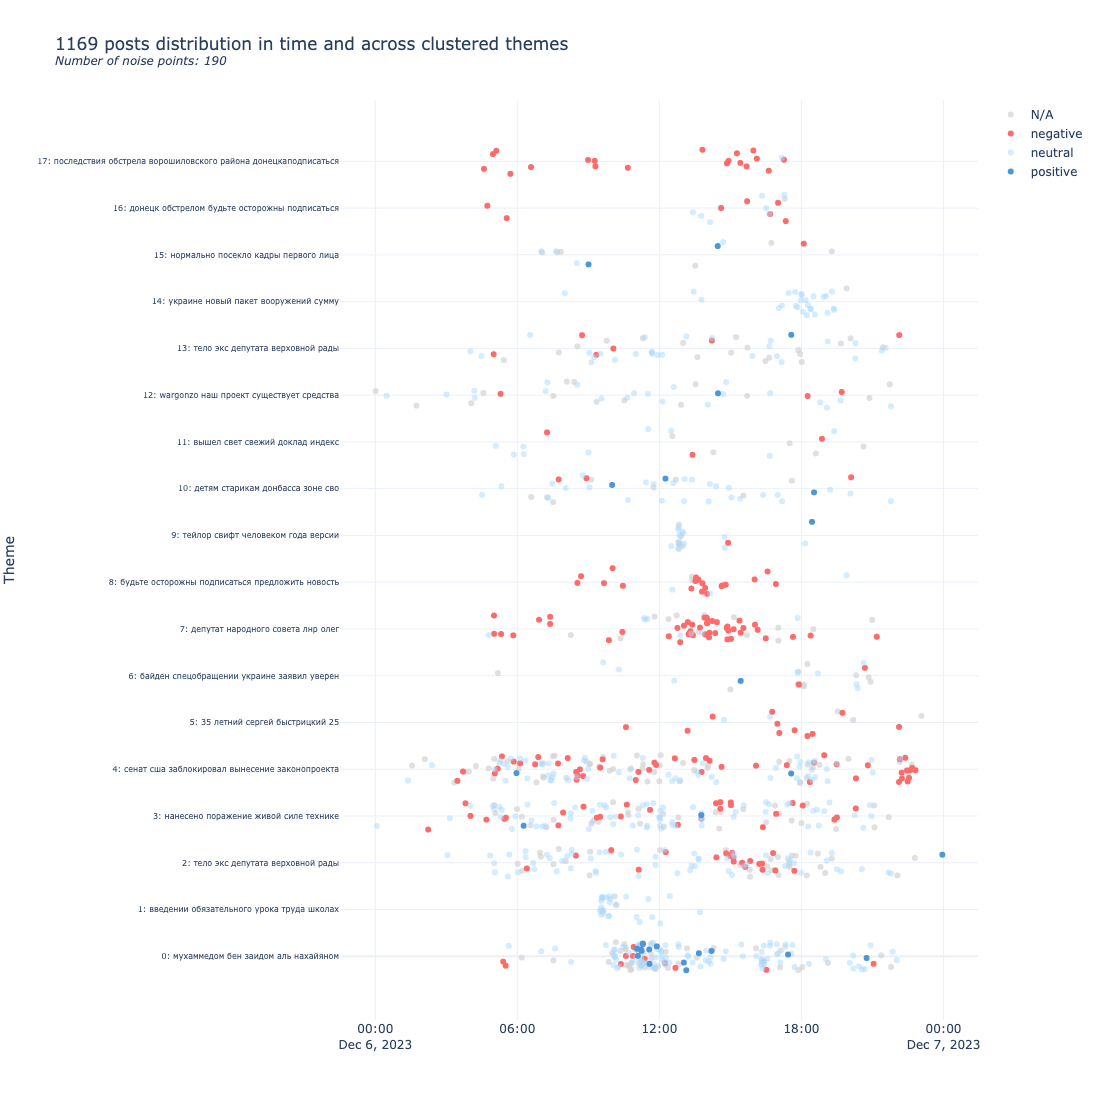 1169 posts distribution in time and across clustered themes
Number of noise points: 190
N/A
negative
neutral
positive
Theme
17: последствия обстрела ворошиловского района донецкаподписаться
16: донецк обстрелом будьте осторожны подписаться
15: нормально посекло кадры первого лица
14: украине новый пакет вооружений сумму
13: тело экс депутата верховной рады
12: wargonzo наш проект существует средства
11: вышел свет свежий доклад индекс
10: детям старикам донбасса зоне сво
9: тейлор свифт человеком года версии
8: будьте осторожны подписаться предложить новость
7: депутат народного совета лнр олег
6: байден спецобращении украине заявил уверен
5: 35 летний сергей быстрицкий 25
4: сенат сша заблокировал вынесение законопроекта
3: нанесено поражение живой силе технике
2: тело экс депутата верховной рады
1: введении обязательного урока труда школах
0: мухаммедом бен заидом аль нахайяном
00:00 06:00 12:00 18:00 00:00
Dec 6, 2023 Dec 7, 2023